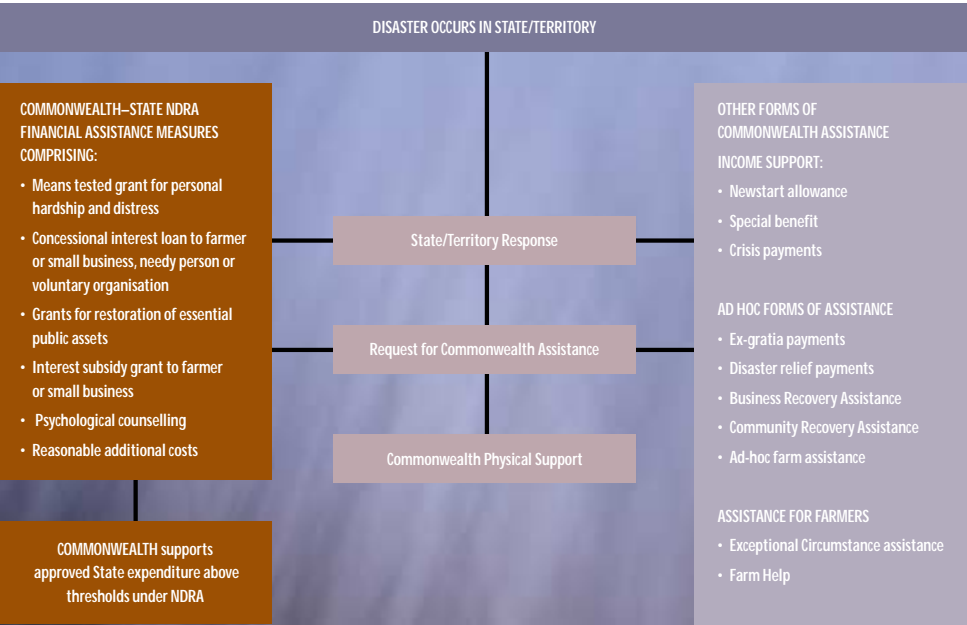 DISASTER OCCURS IN STATE/TERRITORY
COMMONWEALTH–STATE NDRA
FINANCIAL ASSISTANCE MEASURES
COMPRISING:
• Means tested grant for personal
hardship and distress
• Concessional interest loan to farmer
or small business, needy person or
voluntary organisation
• Grants for restoration of essential
public assets
• Interest subsidy grant to farmer
or small business
• Psychological counselling
• Reasonable additional costs
COMMONWEALTH supports
approved State expenditure above
thresholds under NDRA
State/Territory Response
Request for Commonwealth Assistance
Commonwealth Physical Support
OTHER FORMS OF
COMMONWEALTH ASSISTANCE
INCOME SUPPORT:
• Newstart allowance
• Special benefit
• Crisis payments
AD HOC FORMS OF ASSISTANCE
• Ex-gratia payments
• Disaster relief payments
• Business Recovery Assistance
• Community Recovery Assistance
• Ad-hoc farm assistance
ASSISTANCE FOR FARMERS
• Exceptional Circumstance assistance
• Farm Help